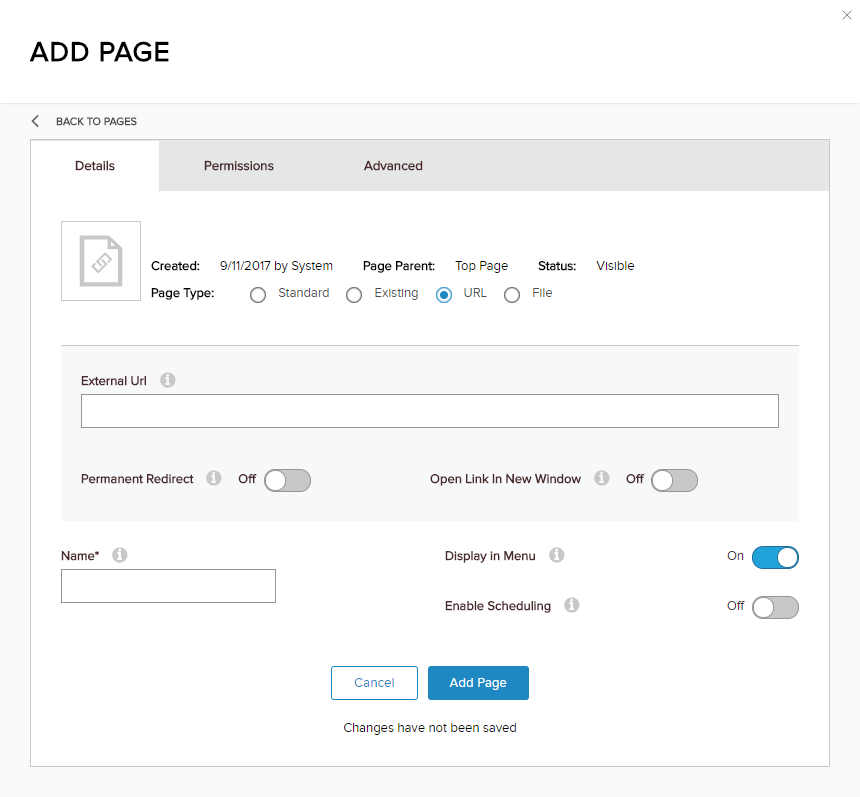 ADD PAGE
BACK TO PAGES
Details Permissions Advanced
Created: 9/11/2017 by System Page Parent: Top Page Status: Visible
Page Type: Standard Existing URL File
External Url
Permanent Redirect Off Open Link In New Window Off
Name* Display in Menu On
Enable Scheduling Off
Cancel Add Page
Changes have not been saved